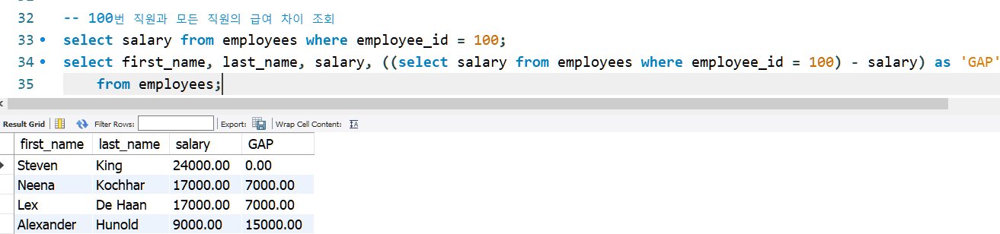 32 -- 100번 직원과 모든 직원의 급여 차이 조회
33 select salary from employees where employee_id = 100;
34 select first_name, last_name, salary, ((select salary from employees where employee_id = 100) - salary) as 'GAP'
35 from employees;
Result Grid Filter Rows: Export: Wrap Cell Content:
first_name last_name salary GAP
Steven King 24000.00 0.00
Neena Kochhar 17000.00 7000.00
Lex De Haan 17000.00 7000.00
Alexander Hunold 9000.00 15000.00